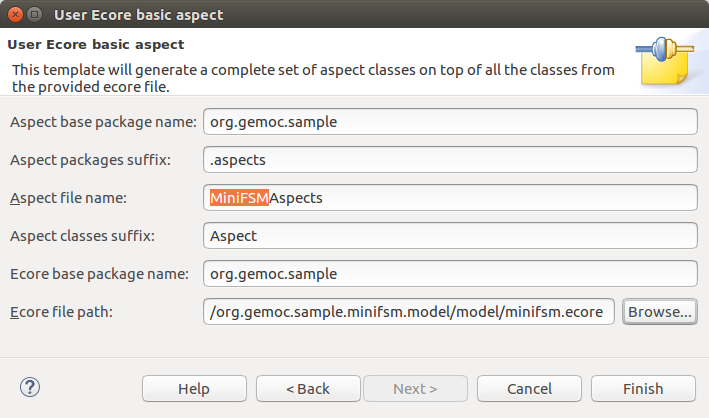 User Ecore basic aspect
User Ecore basic aspect
This template will generate a complete set of aspect classes on top of all the classes from
the provided ecore file.
Aspect base package name: org.gemoc.sample
Aspect packages suffix: .aspects
Aspect file name: MiniFSMAspects
Aspect classes suffix: Aspect
Ecore base package name: org.gemoc.sample
Ecore file path: /org.gemoc.sample.minifsm.model/model/minifsm.ecore Browse...
? Help < Back Next > Cancel Finish